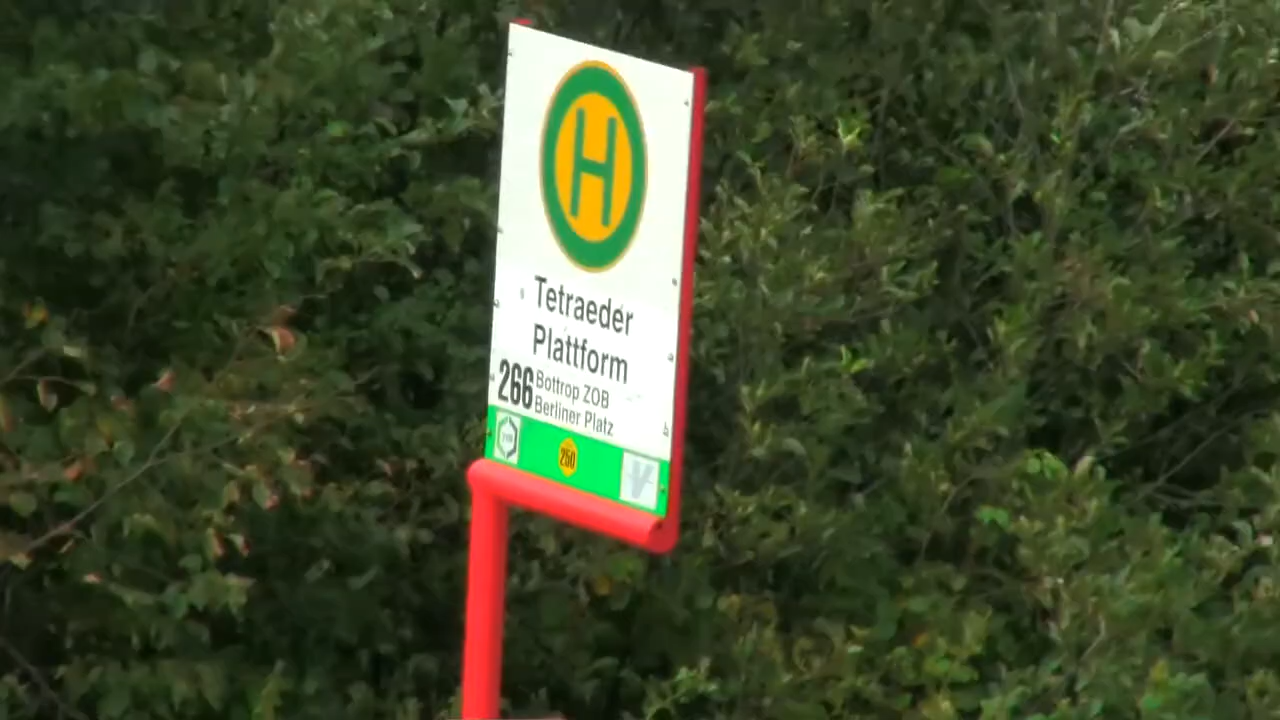 H
Tetraeder
Plattform
266 Bottrop ZOB
Berliner Platz
250